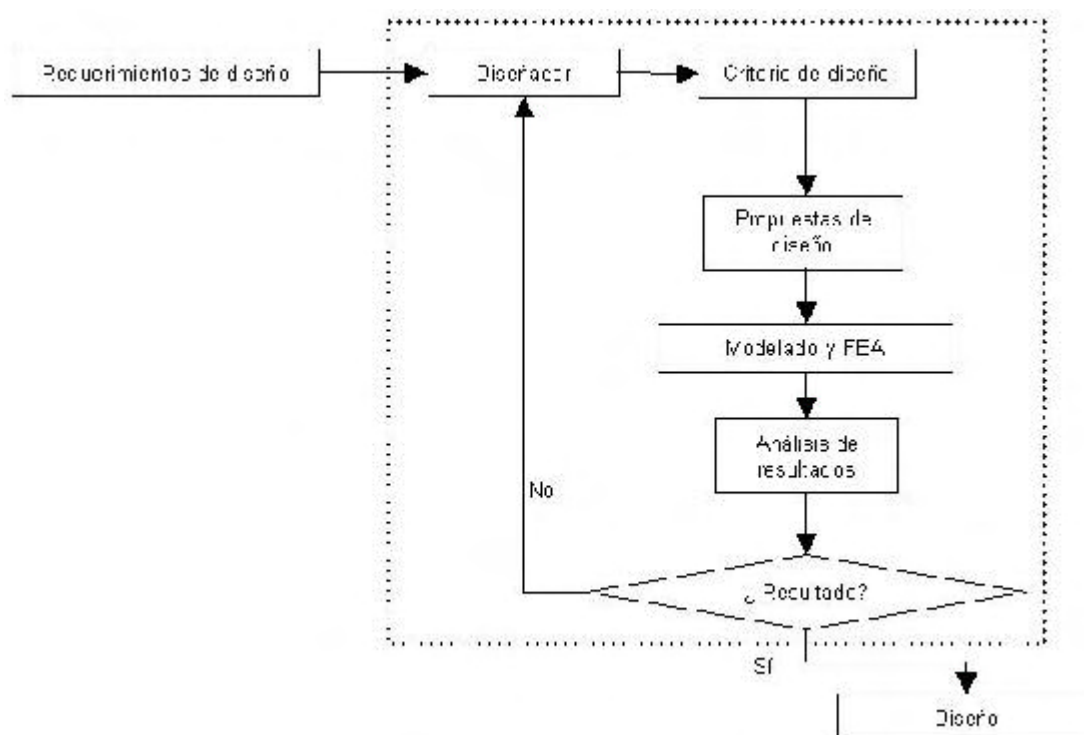 Requerimientos de diseño
Diseñador
Criterio de diseño
Propuestas de
diseño
Modelado y FEA
Análisis de
resultados
No
¿ Resultado?
Sí
Diseño